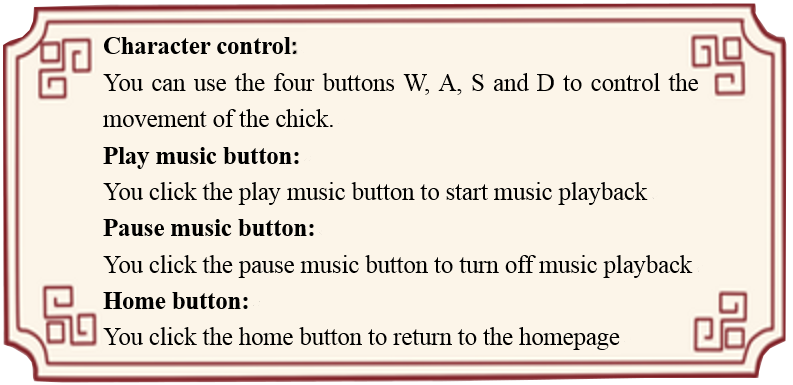 Character control:
You can use the four buttons W, A, S and D to control the
movement of the chick.
Play music button:
You click the play music button to start music playback
Pause music button:
You click the pause music button to turn off music playback
Home button:
You click the home button to return to the homepage